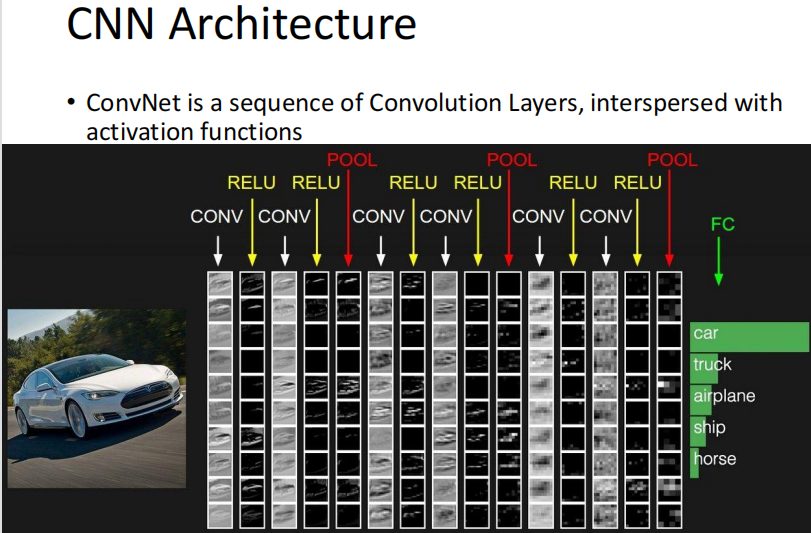 CNN Architecture
• ConvNet is a sequence of Convolution Layers, interspersed with
activation functions
POOL POOL POOL
RELU RELU RELU RELU RELU RELU
CONV CONV CONV CONV CONV CONV
FC
car
truck
airplane
ship
horse